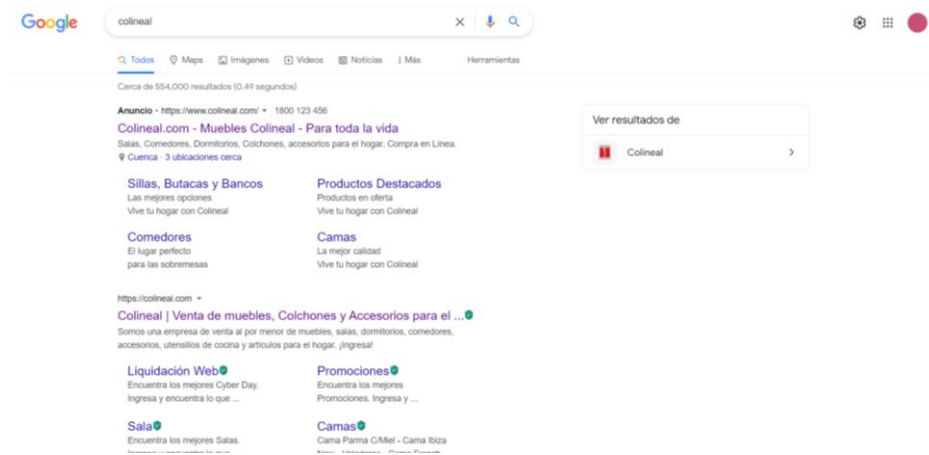 Google
colineal
Todos Maps Imágenes Videos Noticias Más Herramientas
Cerca de 554,000 resultados (0.49 segundos)
Anuncio · https://www.colineal.com/ 1800 123 456
Colineal.com - Muebles Colineal - Para toda la vida
Salas, Comedores, Dormitorios, Colchones, accesorios para el hogar. Compra en Línea.
Cuenca · 3 ubicaciones cerca
Sillas, Butacas y Bancos
Las mejores opciones
Vive tu hogar con Colineal
Productos Destacados
Productos en oferta
Vive tu hogar con Colineal
Comedores
El lugar perfecto
para las sobremesas
Camas
La mejor calidad
Vive tu hogar con Colineal
https://colineal.com
Colineal | Venta de muebles, Colchones y Accesorios para el ...
Somos una empresa de venta al por menor de muebles, salas, dormitorios, comedores,
accesorios, utensilios de cocina y artículos para el hogar. ¡Ingresa!
Liquidación Web
Encuentra los mejores Cyber Day.
Ingresa y encuentra lo que ...
Promociones
Encuentra los mejores
Promociones. Ingresa y ...
Sala
Encuentra los mejores Salas.
Ingresa y encuentra lo que
Camas
Cama Parma C/Miel - Cama Ibiza
Ver resultados de
Colineal